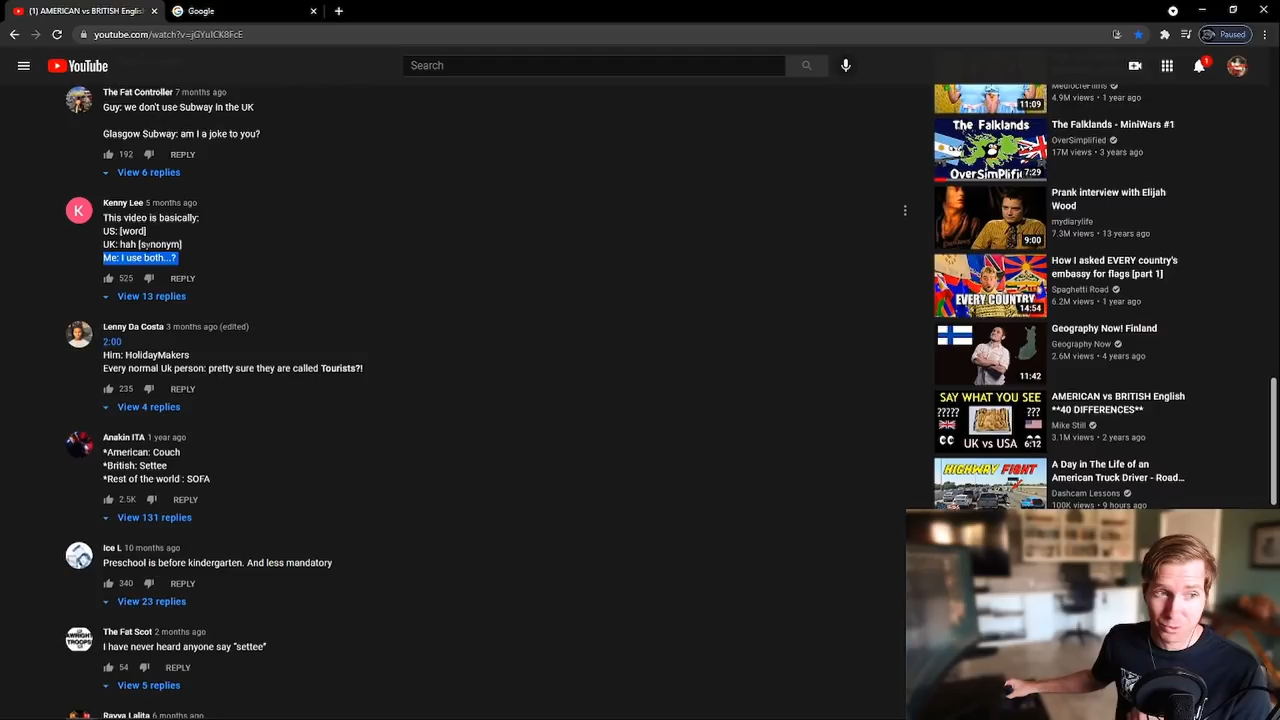 (1) AMERICAN vs BRITISH English
Google
youtube.com/watch?v=jGYuICK8FcE
Paused
YouTube
Search
1
The Fat Controller 7 months ago
Guy: we don't use Subway in the UK
Glasgow Subway: am I a joke to you?
192 REPLY
View 6 replies
K
Kenny Lee 5 months ago
This video is basically:
US: [word]
UK: hah [synonym]
Me: I use both...?
525 REPLY
View 13 replies
Lenny Da Costa 3 months ago (edited)
2:00
Him: HolidayMakers
Every normal Uk person: pretty sure they are called Tourists?!
235 REPLY
View 4 replies
Anakin ITA 1 year ago
*American: Couch
*British: Settee
*Rest of the world : SOFA
2.5K REPLY
View 131 replies
Ice L 10 months ago
Preschool is before kindergarten. And less mandatory
340 REPLY
View 23 replies
AWRIGHT
TROOPS
The Fat Scot 2 months ago
I have never heard anyone say "settee"
54 REPLY
View 5 replies
Rayya Lalita 6 months ago
11:09
MediocreFilms
4.9M views • 1 year ago
The Falklands
OverSimplified
7:29
The Falklands - MiniWars #1
OverSimplified
17M views • 3 years ago
9:00
Prank interview with Elijah
Wood
mydiarylife
7.3M views • 13 years ago
EVERY COUNTRY
14:54
How I asked EVERY country's
embassy for flags [part 1]
Spaghetti Road
6.2M views • 1 year ago
11:42
Geography Now! Finland
Geography Now
2.6M views • 4 years ago
SAY WHAT YOU SEE
????? ???
UK vs USA
6:12
AMERICAN vs BRITISH English
**40 DIFFERENCES**
Mike Still
3.1M views • 2 years ago
HIGHWAY FIGHT
A Day in The Life of an
American Truck Driver - Road...
Dashcam Lessons
100K views • 9 hours ago